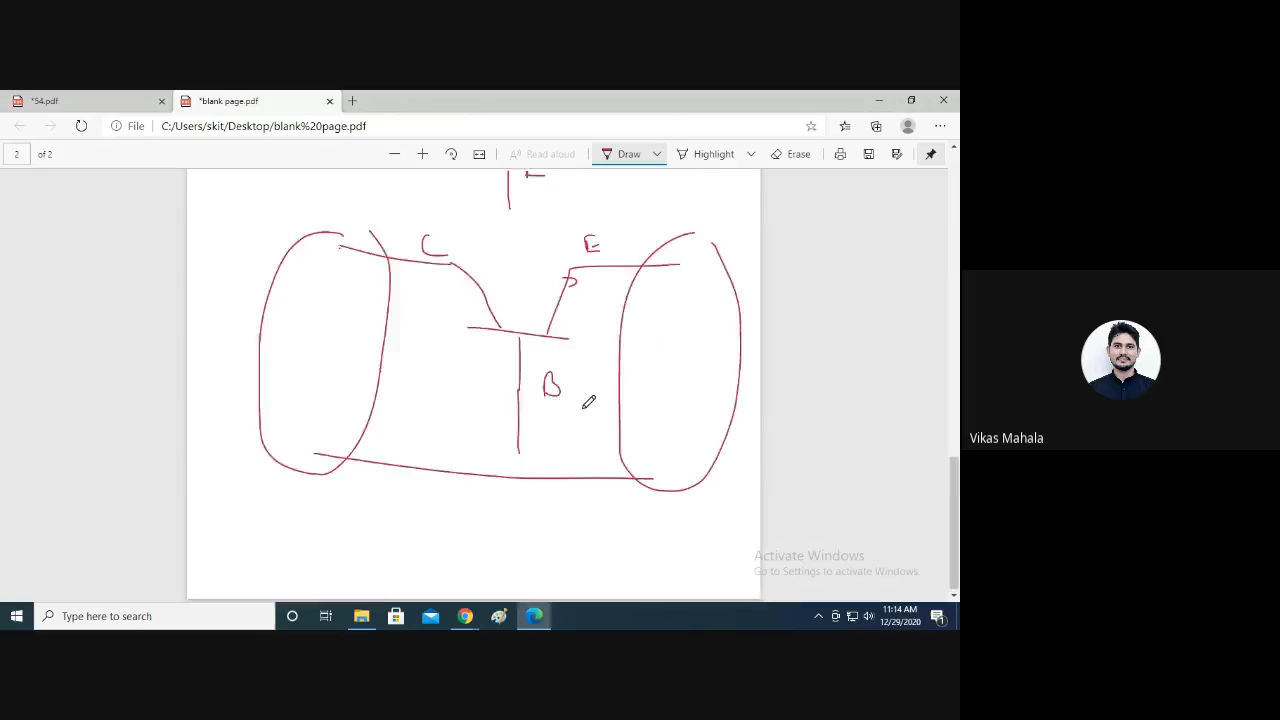 *54.pdf
*blank page.pdf
File C:/Users/skit/Desktop/blank%20page.pdf
2 of 2
Read aloud Draw Highlight Erase
E
C E
B
Vikas Mahala
Activate Windows
Go to Settings to activate Windows.
Type here to search
11:14 AM
12/29/2020
1